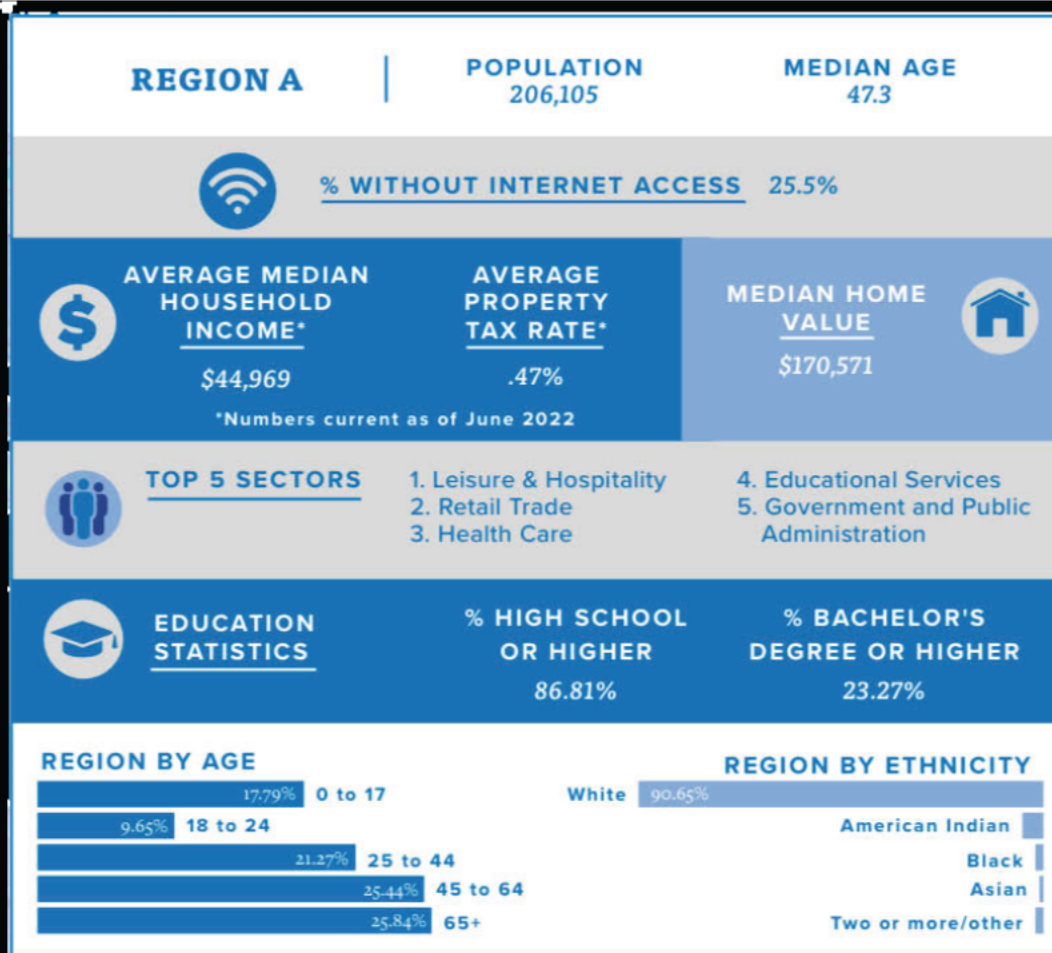 REGION A
POPULATION
206,105
MEDIAN AGE
47.3
% WITHOUT INTERNET ACCESS 25.5%
AVERAGE MEDIAN
HOUSEHOLD
INCOME*
$44,969
AVERAGE
PROPERTY
TAX RATE*
.47%
*Numbers current as of June 2022
MEDIAN HOME
VALUE
$170,571
TOP 5 SECTORS
1. Leisure & Hospitality
2. Retail Trade
3. Health Care
4. Educational Services
5. Government and Public
Administration
EDUCATION
STATISTICS
% HIGH SCHOOL
OR HIGHER
86.81%
% BACHELOR'S
DEGREE OR HIGHER
23.27%
REGION BY AGE
17.79% 0 to 17
9.65% 18 to 24
21.27% 25 to 44
25.44% 45 to 64
25.84% 65+
REGION BY ETHNICITY
White 90.65%
American Indian
Black
Asian
Two or more/other